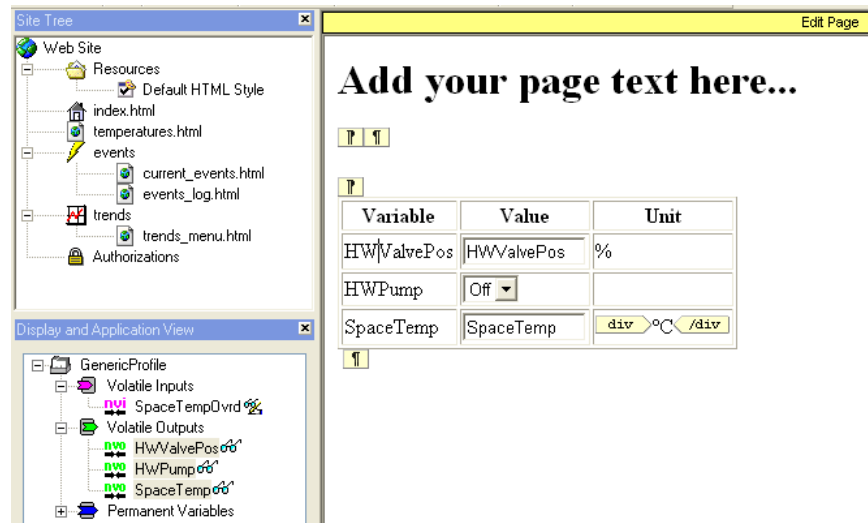 Site Tree
Web Site
Resources
Default HTML Style
index.html
temperatures.html
events
current_events.html
events_log.html
trends
trends_menu.html
Authorizations
Display and Application View
GenericProfile
Volatile Inputs
nvi SpaceTempOvrd
Volatile Outputs
nvo HWValvePos
nvo HWPump
nvo SpaceTemp
Permanent Variables
Edit Page
Add your page text here...
Variable Value Unit
HWValvePos HWValvePos %
HWPump Off
SpaceTemp SpaceTemp div ºC /div